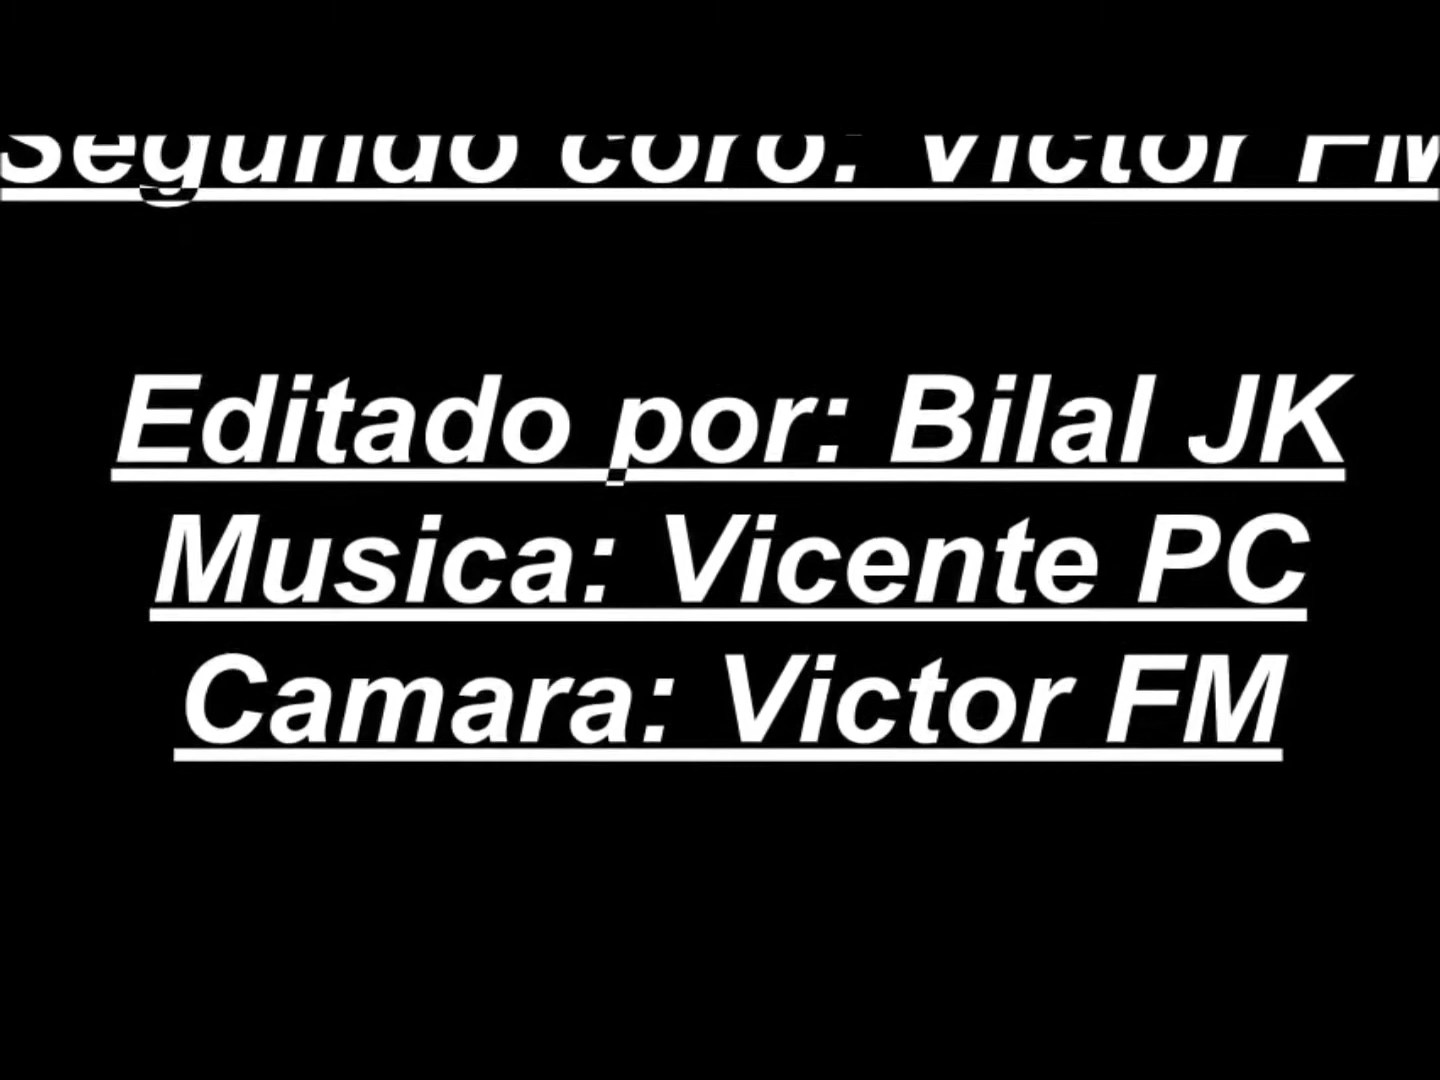 Segundo coro: Victor FM
Editado por: Bilal JK
Musica: Vicente PC
Camara: Victor FM